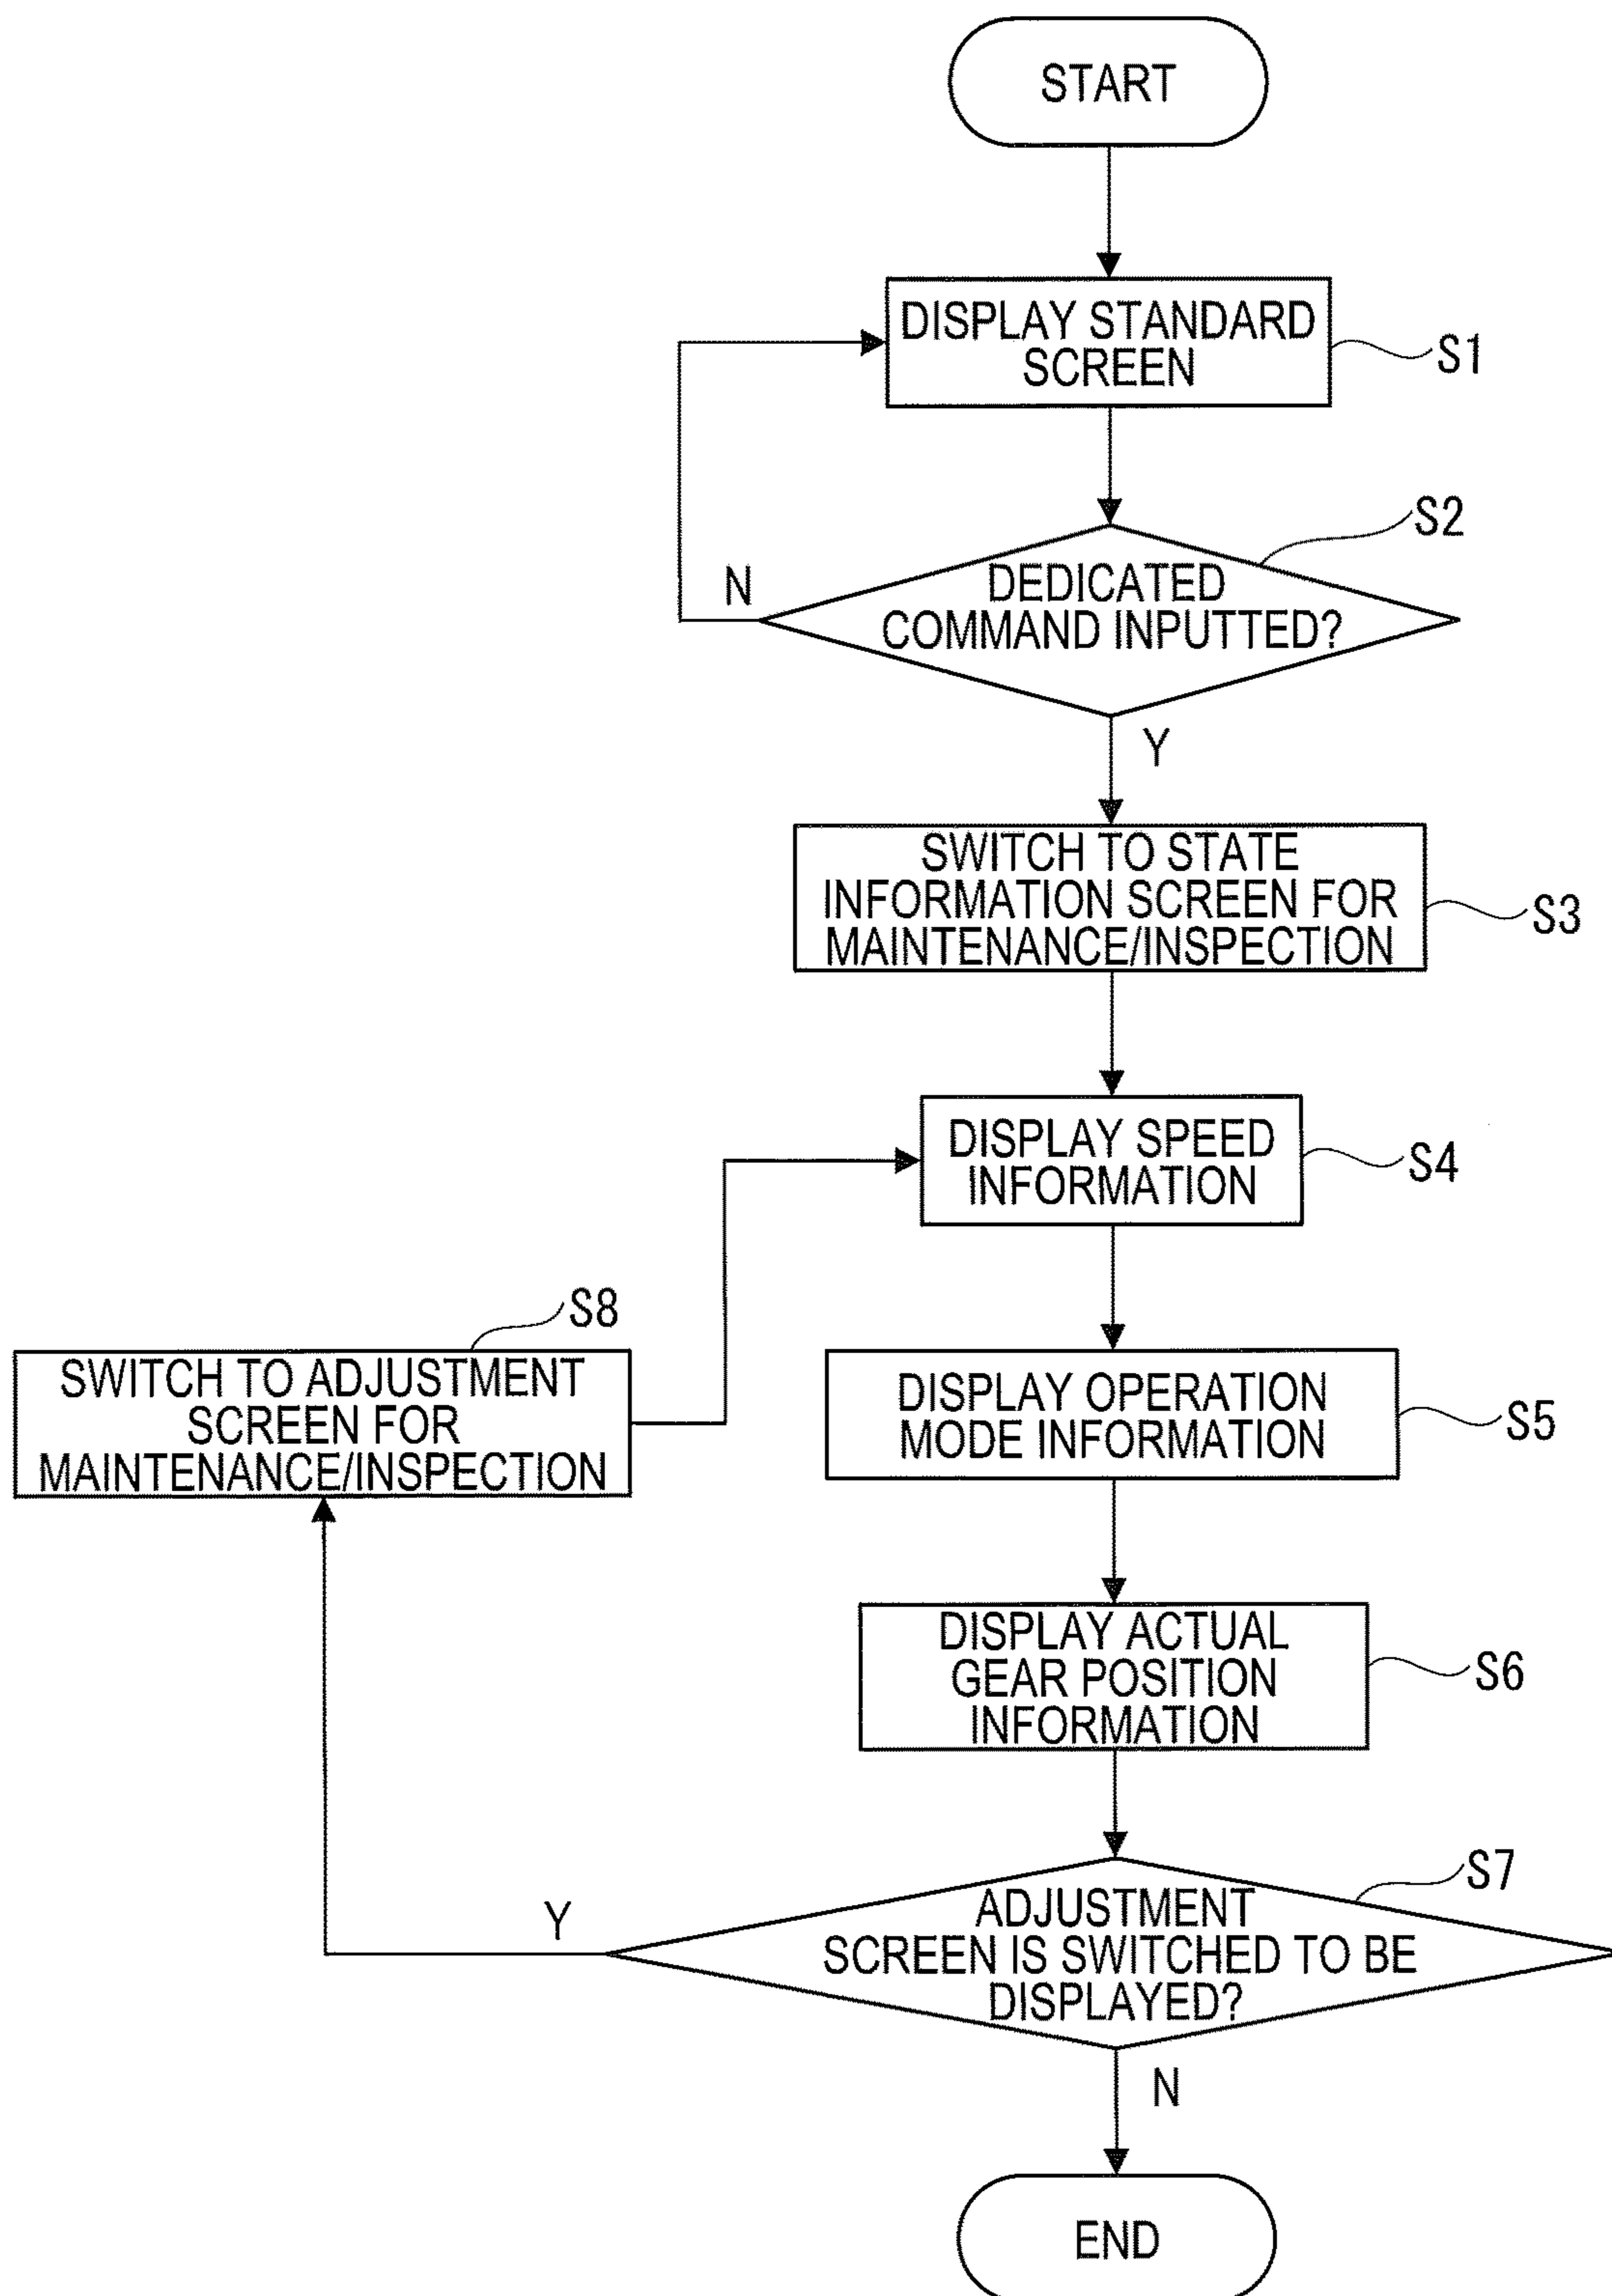 START
DISPLAY STANDARD
SCREEN
S1
S2
N
DEDICATED
COMMAND INPUTTED?
Y
SWITCH TO STATE
INFORMATION SCREEN FOR
MAINTENANCE/INSPECTION
S3
DISPLAY SPEED
INFORMATION
S4
S8
SWITCH TO ADJUSTMENT
SCREEN FOR
MAINTENANCE/INSPECTION
DISPLAY OPERATION
MODE INFORMATION
S5
DISPLAY ACTUAL
GEAR POSITION
INFORMATION
S6
S7
Y
ADJUSTMENT
SCREEN IS SWITCHED TO BE
DISPLAYED?
N
END